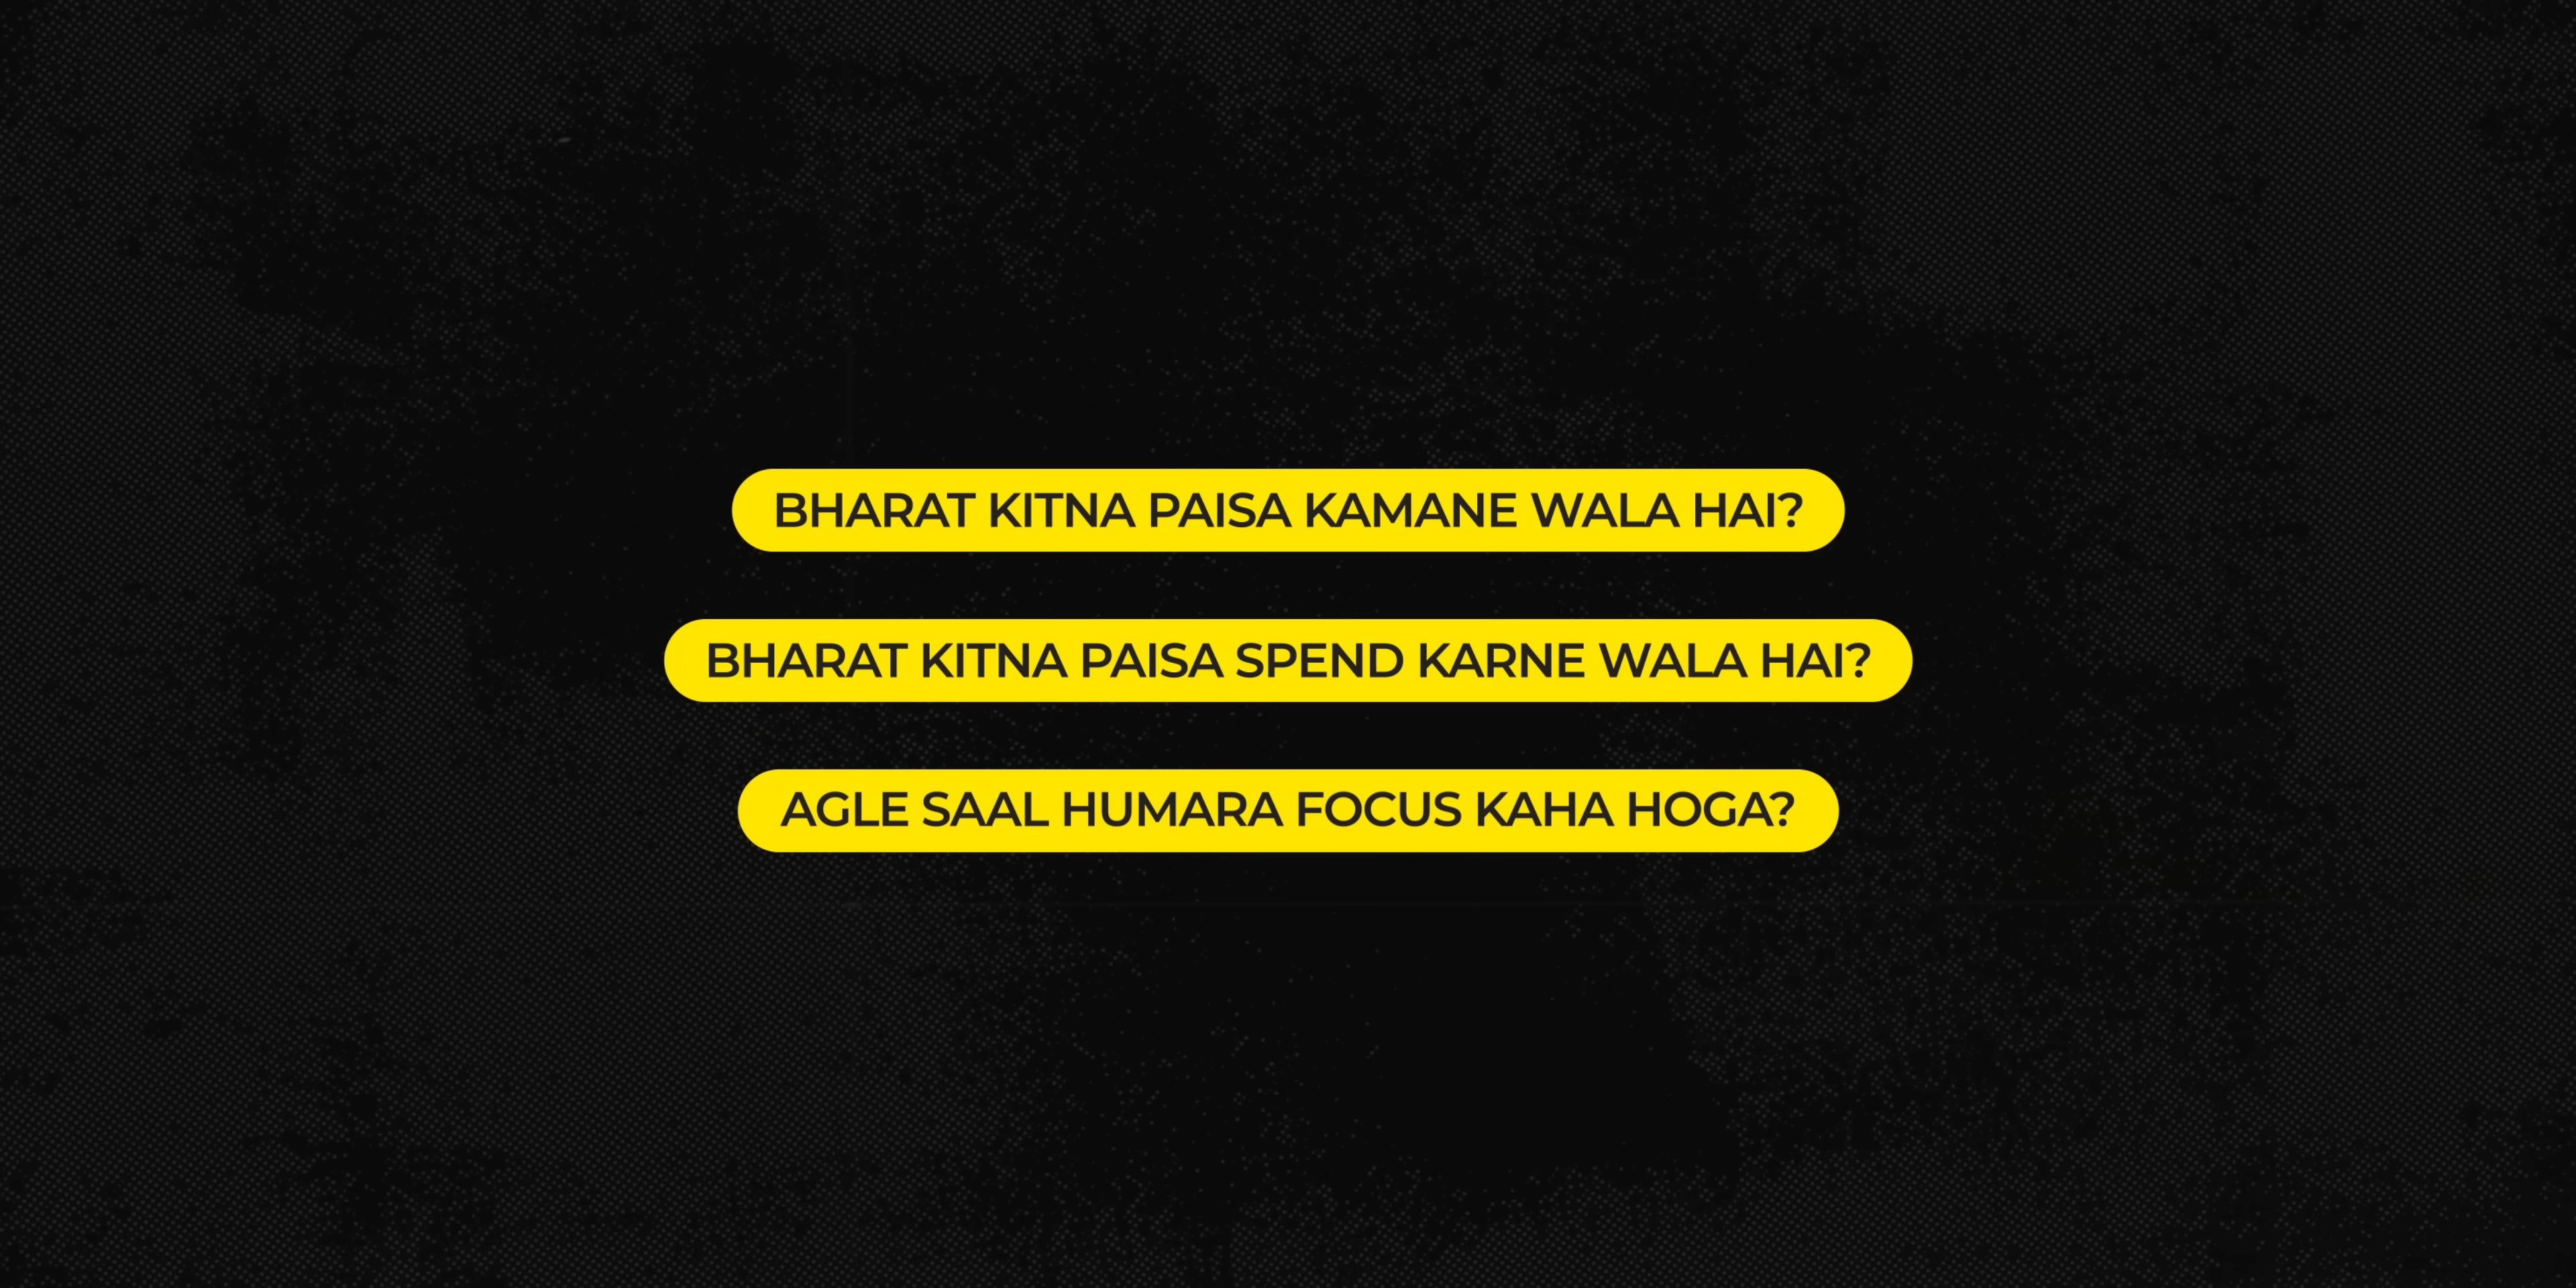 BHARAT KITNA PAISA KAMANE WALA HAI?
BHARAT KITNA PAISA SPEND KARNE WALA HAI?
AGLE SAAL HUMARA FOCUS KAHA HOGA?